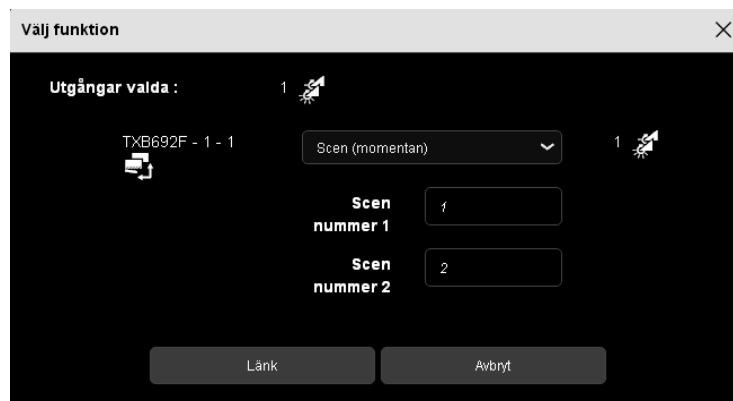 Välj funktion
Utgångar valda :
1
TXB692F - 1 - 1
Scen (momentan)
1
Scen
nummer 1
1
Scen
nummer 2
2
Länk
Avbryt